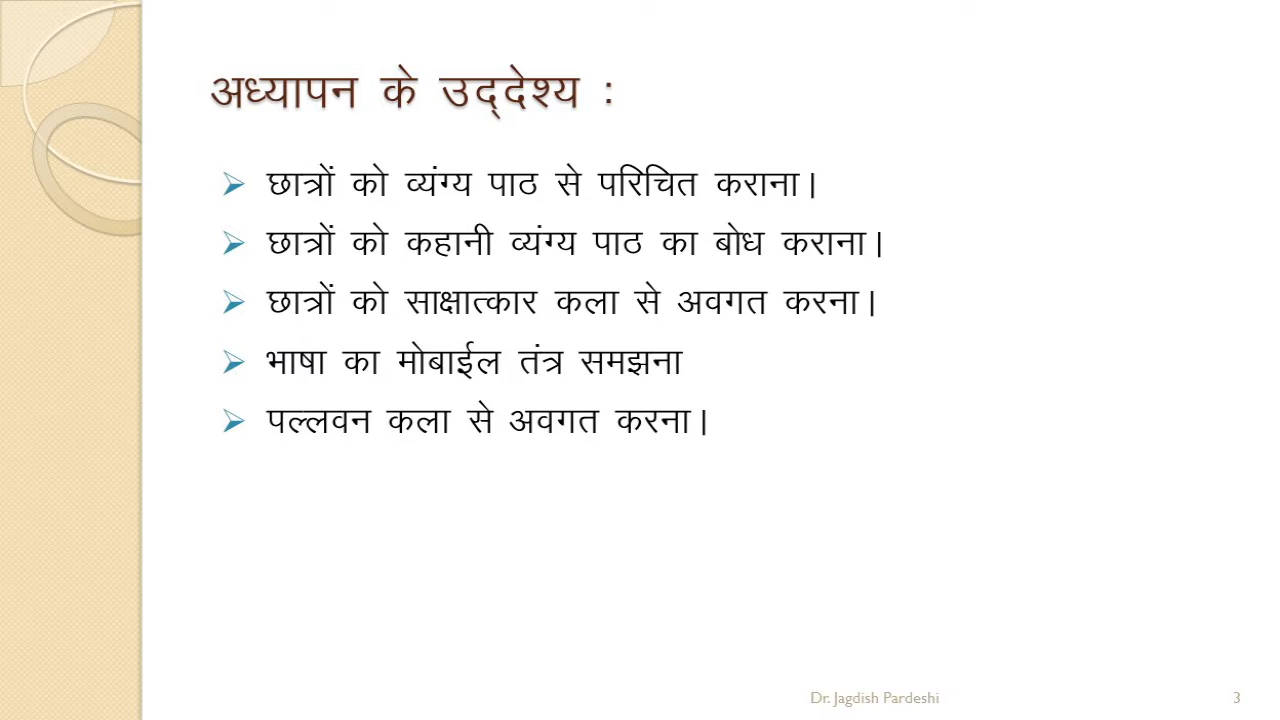 अध्यापन के उद्‌देश्य :
छात्रों को व्यंग्य पाठ से परिचित कराना।
छात्रों को कहानी व्यंग्य पाठ का बोध कराना।
छात्रों को साक्षात्कार कला से अवगत करना।
भाषा का मोबाईल तंत्र समझना
पल्लवन कला से अवगत करना।
Dr. Jagdish Pardeshi 3